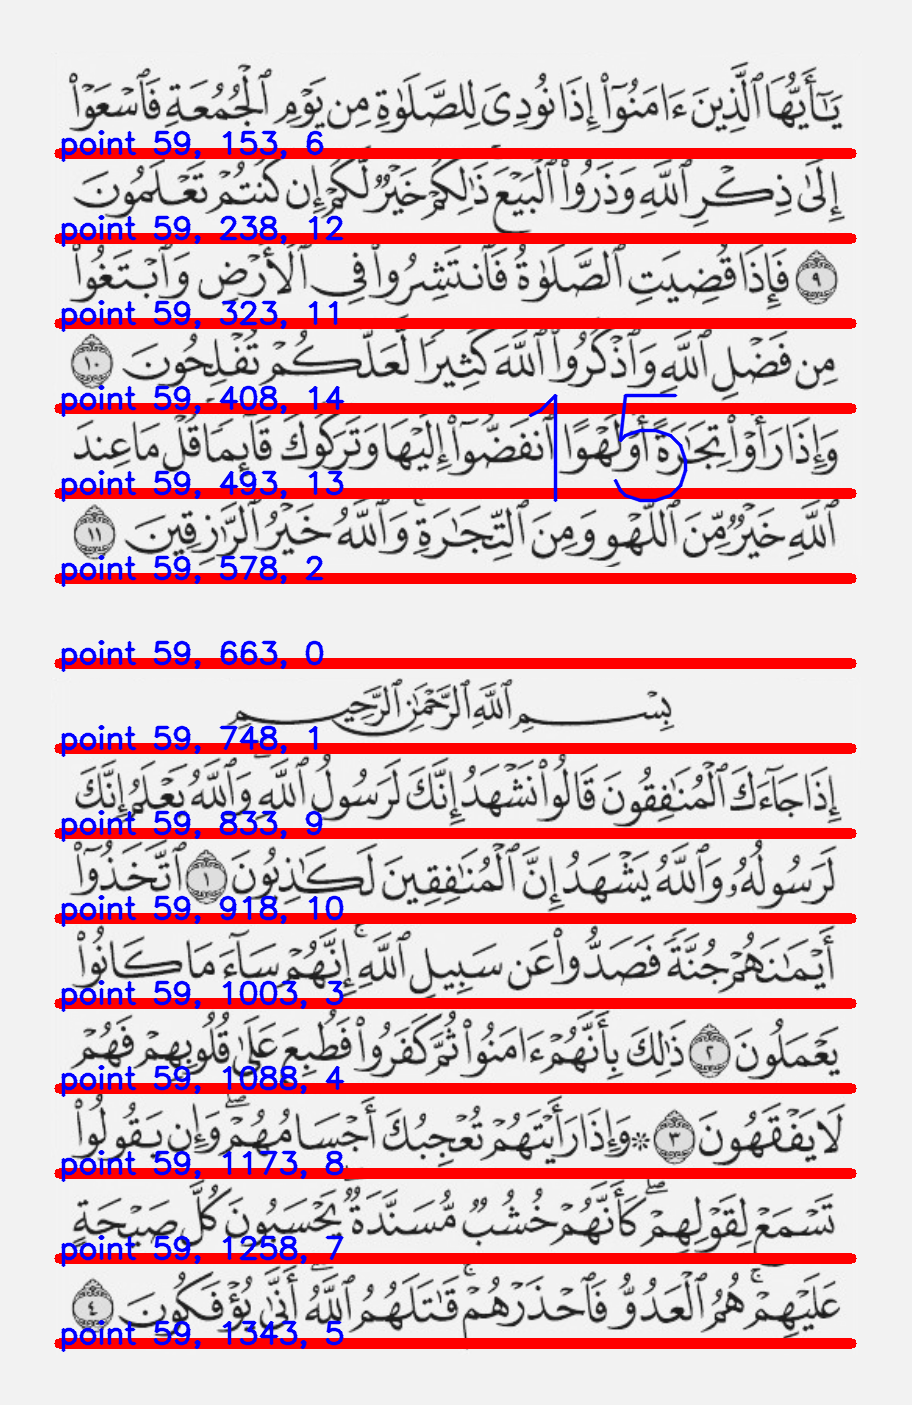 يَٰٓأَيُّهَا ٱلَّذِينَ ءَامَنُوٓا۟ إِذَا نُودِىَ لِلصَّلَوٰةِ مِن يَوْمِ ٱلْجُمُعَةِ فَٱسْعَوْا۟
point 59, 153, 6
إِلَىٰ ذِكْرِ ٱللَّهِ وَذَرُوا۟ ٱلْبَيْعَ ذَٰلِكُمْ خَيْرٌ لَّكُمْ إِن كُنتُمْ تَعْلَمُونَ
point 59, 238, 12
٩ فَإِذَا قُضِيَتِ ٱلصَّلَوٰةُ فَٱنتَشِرُوا۟ فِى ٱلْأَرْضِ وَٱبْتَغُوا۟
point 59, 323, 11
مِن فَضْلِ ٱللَّهِ وَٱذْكُرُوا۟ ٱللَّهَ كَثِيرًا لَّعَلَّكُمْ تُفْلِحُونَ ١٠
point 59, 408, 14
15
وَإِذَا رَأَوْا۟ تِجَٰرَةً أَوْ لَهْوًا ٱنفَضُّوٓا۟ إِلَيْهَا وَتَرَكُوكَ قَآئِمًا قُلْ مَا عِندَ
point 59, 493, 13
ٱللَّهِ خَيْرٌ مِّنَ ٱللَّهْوِ وَمِنَ ٱلتِّجَٰرَةِ ۚ وَٱللَّهُ خَيْرُ ٱلرَّٰزِقِينَ ١١
point 59, 578, 2
point 59, 663, 0
بِسْمِ ٱللَّهِ ٱلرَّحْمَٰنِ ٱلرَّحِيمِ
point 59, 748, 1
إِذَا جَآءَكَ ٱلْمُنَٰفِقُونَ قَالُوا۟ نَشْهَدُ إِنَّكَ لَرَسُولُ ٱللَّهِ ۗ وَٱللَّهُ يَعْلَمُ إِنَّكَ
point 59, 833, 9
لَرَسُولُهُۥ وَٱللَّهُ يَشْهَدُ إِنَّ ٱلْمُنَٰفِقِينَ لَكَٰذِبُونَ ١ ٱتَّخَذُوٓا۟
point 59, 918, 10
أَيْمَٰنَهُمْ جُنَّةً فَصَدُّوا۟ عَن سَبِيلِ ٱللَّهِ ۚ إِنَّهُمْ سَآءَ مَا كَانُوا۟
point 59, 1003, 3
يَعْمَلُونَ ٢ ذَٰلِكَ بِأَنَّهُمْ ءَامَنُوا۟ ثُمَّ كَفَرُوا۟ فَطُبِعَ عَلَىٰ قُلُوبِهِمْ فَهُمْ
point 59, 1088, 4
لَا يَفْقَهُونَ ٣ * وَإِذَا رَأَيْتَهُمْ تُعْجِبُكَ أَجْسَامُهُمْ ۖ وَإِن يَقُولُوا۟
point 59, 1173, 8
تَسْمَعْ لِقَوْلِهِمْ ۖ كَأَنَّهُمْ خُشُبٌ مُّسَنَّدَةٌ ۖ يَحْسَبُونَ كُلَّ صَيْحَةٍ
point 59, 1258, 7
عَلَيْهِمْ ۚ هُمُ ٱلْعَدُوُّ فَٱحْذَرْهُمْ ۚ قَٰتَلَهُمُ ٱللَّهُ ۖ أَنَّىٰ يُؤْفَكُونَ ٤
point 59, 1343, 5